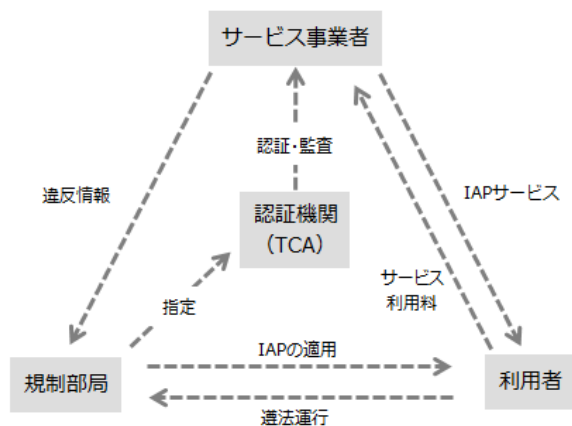 サービス事業者
認証・監査
違反情報
IAPサービス
認証機関
（TCA）
サービス
利用料
指定
IAPの適用
規制部局
利用者
遵法運行